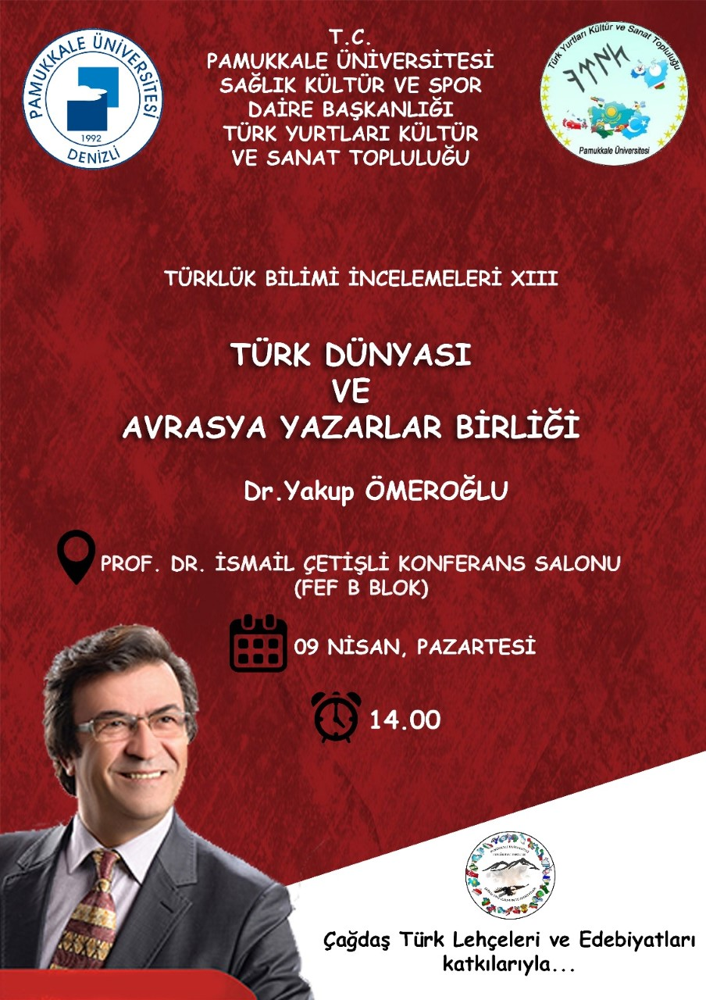 T.C.
PAMUKKALE ÜNİVERSİTESİ
SAĞLIK KÜLTÜR VE SPOR
DAİRE BAŞKANLIĞI
TÜRK YURTLARI KÜLTÜR
VE SANAT TOPLULUĞU
PAMUKKALE ÜNİVERSİTESİ
1992
DENİZLİ
Türk Yurtları Kültür ve Sanat Topluluğu
Pamukkale Üniversitesi
TÜRKLÜK BİLİMİ İNCELEMELERİ XIII
TÜRK DÜNYASI
VE
AVRASYA YAZARLAR BİRLİĞİ
Dr.Yakup ÖMEROĞLU
PROF. DR. İSMAİL ÇETİŞLİ KONFERANS SALONU
(FEF B BLOK)
09 NİSAN, PAZARTESİ
14.00
Çağdaş Türk Lehçeleri ve Edebiyatları
katkılarıyla...